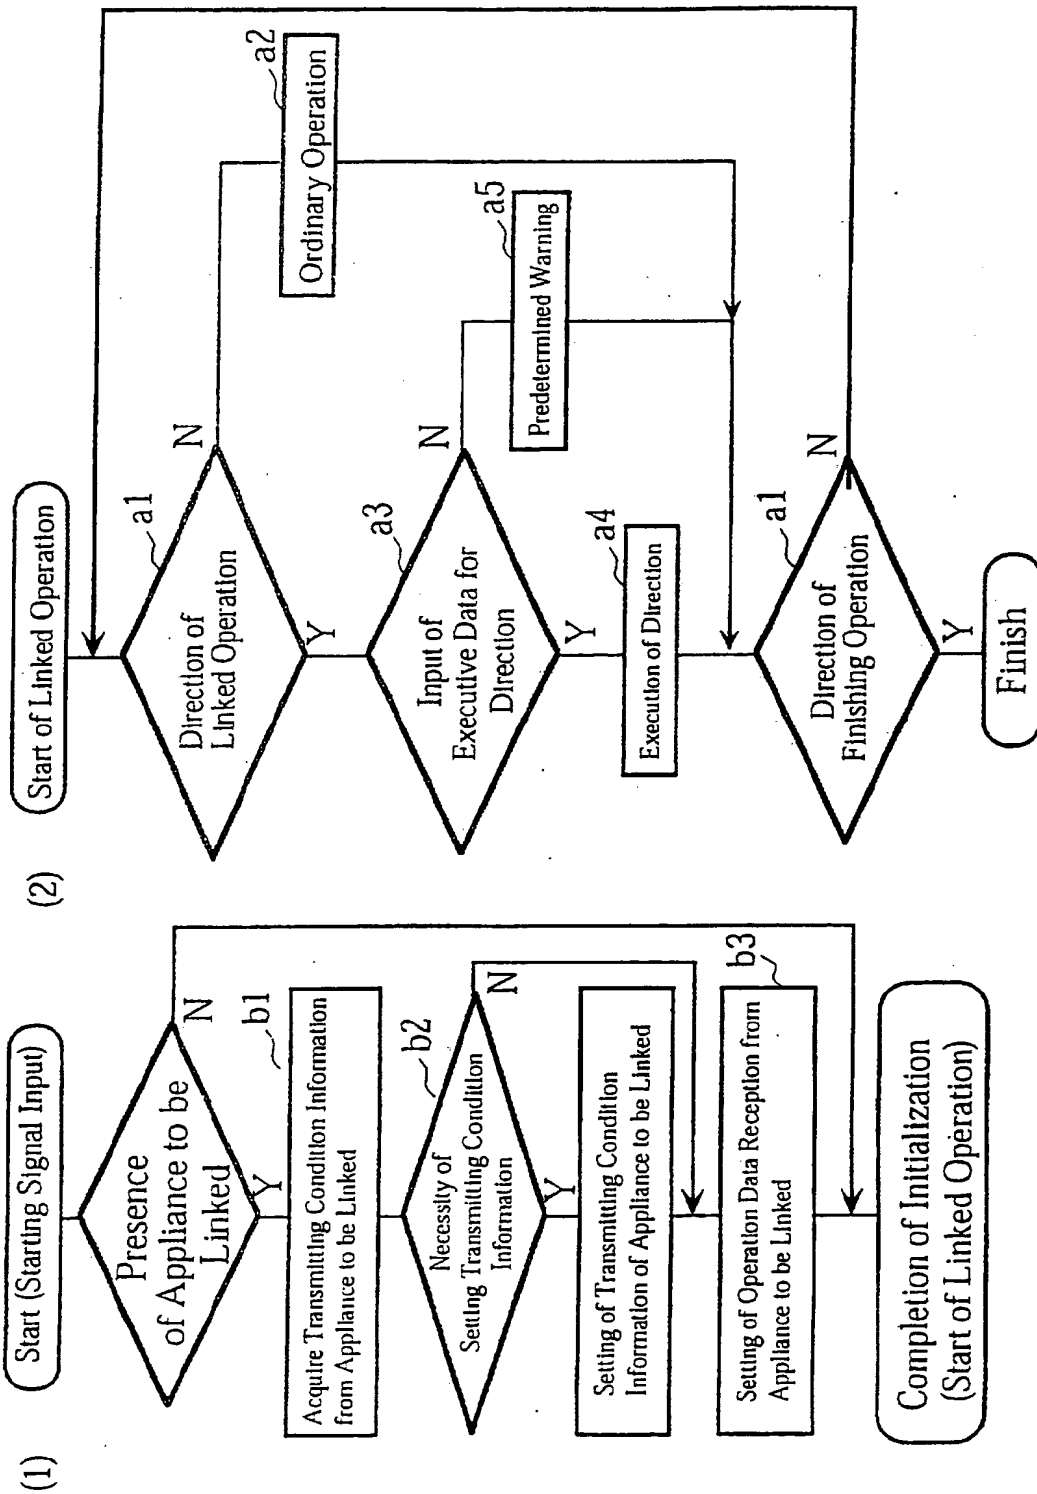 (1)
Start (Starting Signal Input)
Presence
of Appliance to be
Linked
N
Y
b1
Acquire Transmitting Condition Information
from Appliance to be Linked
b2
Necessity of
Setting Transmitting Condition
Information
N
Y
Setting of Transmitting Condition
Information of Appliance to be Linked
b3
Setting of Operation Data Reception from
Appliance to be Linked
Completion of Initialization
(Start of Linked Operation)
(2)
Start of Linked Operation
a1
Direction of
Linked Operation
N
Y
a2
Ordinary Operation
a3
Input of
Executive Data for
Direction
N
Y
a5
Predetermined Warning
a4
Execution of Direction
a1
Direction of
Finishing Operation
N
Y
Finish